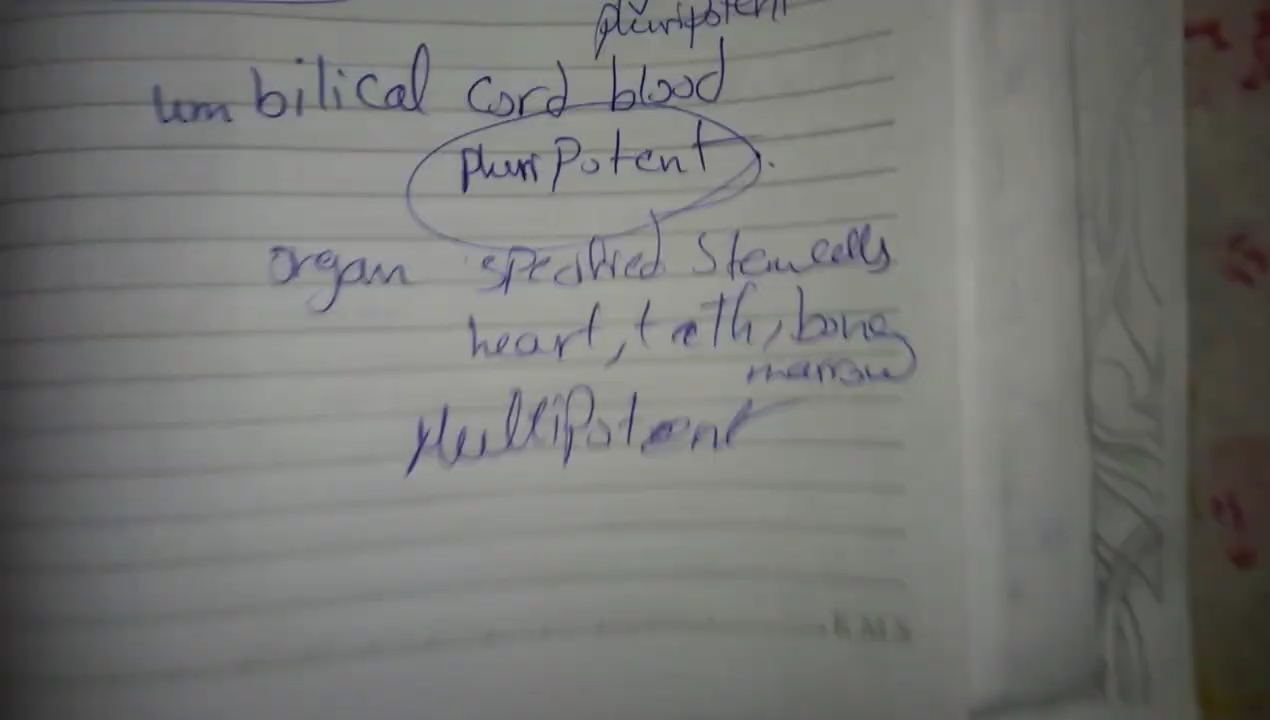 pluripotent
umbilical cord blood
pluripotent.
organ specified stem cells
heart, teeth, bone
marrow
Multipotent